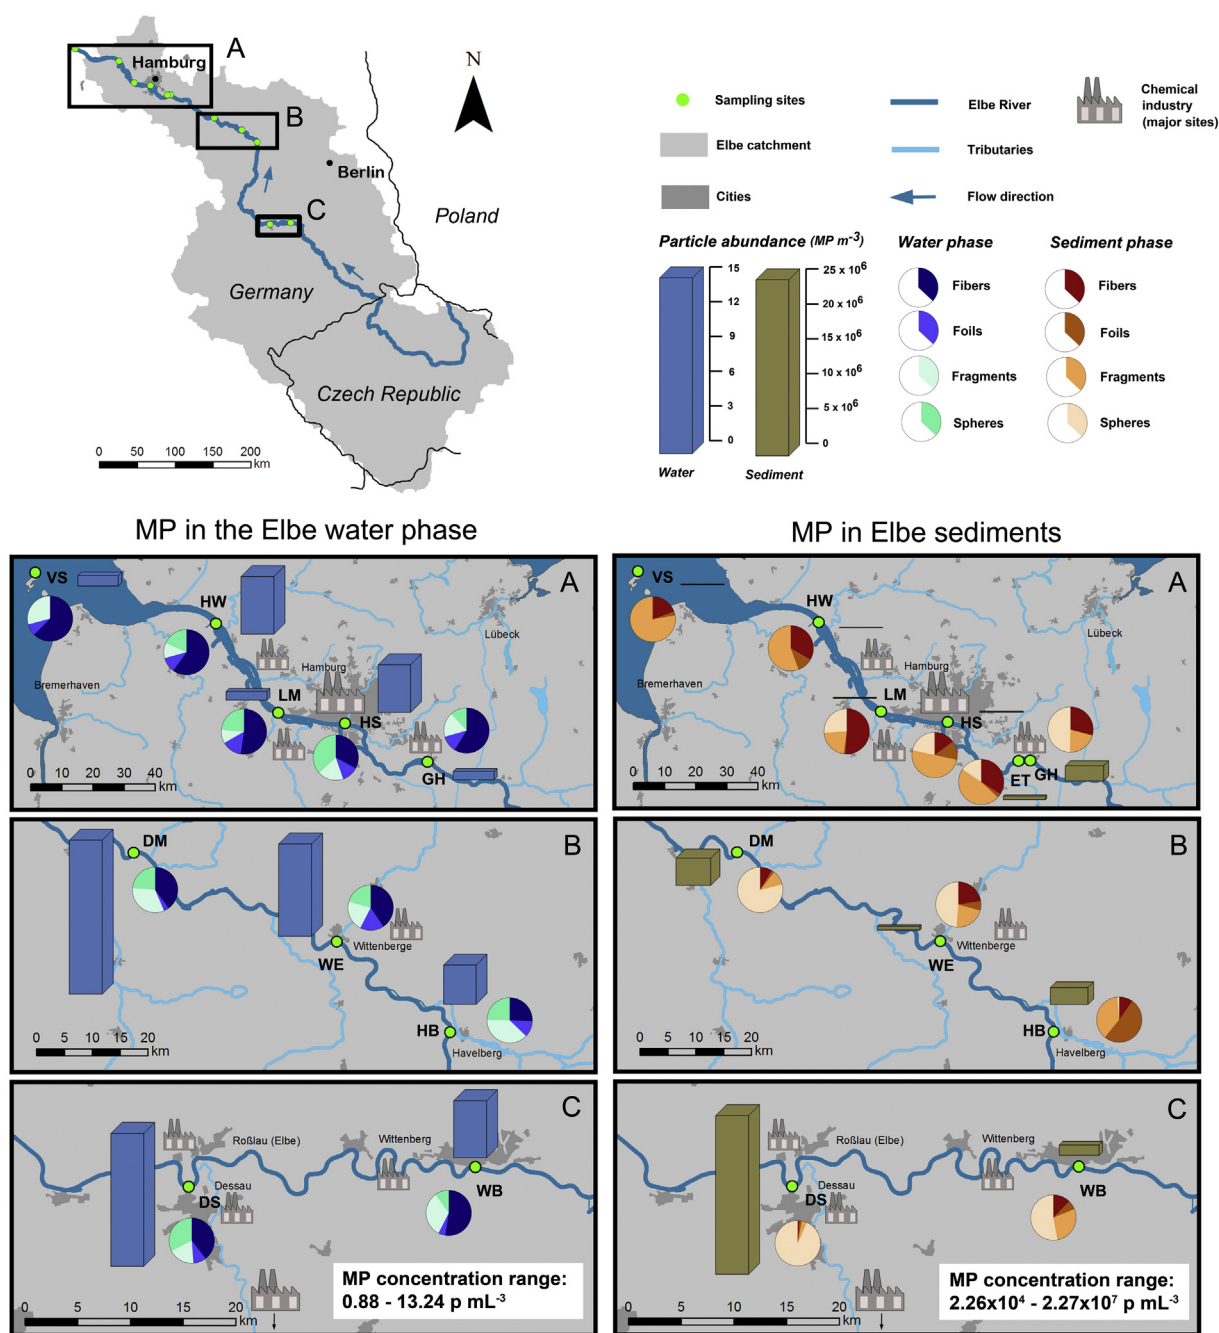 A
Hamburg
B
Berlin
C
Poland
Germany
Czech Republic
N
0 50 100 150 200
km
Sampling sites
Elbe catchment
Cities
Elbe River
Tributaries
Flow direction
Chemical
industry
(major sites)
Particle abundance (MP m-3)
15
12
9
6
3
0
Water
25 x 10^6
20 x 10^6
15 x 10^6
10 x 10^6
5 x 10^6
0
Sediment
Water phase
Fibers
Foils
Fragments
Spheres
Sediment phase
Fibers
Foils
Fragments
Spheres
MP in the Elbe water phase
A
VS
HW
Lübeck
Hamburg
Bremerhaven
LM
HS
GH
0 10 20 30 40
km
B
DM
WE
Wittenberge
HB
Havelberg
0 5 10 15 20
km
C
Roßlau (Elbe)
Wittenberg
Dessau
DS
WB
0 5 10 15 20
km
MP concentration range:
0.88 - 13.24 p mL-3
MP in Elbe sediments
A
VS
HW
Lübeck
Hamburg
Bremerhaven
LM
HS
ET
GH
0 10 20 30 40
km
B
DM
WE
Wittenberge
HB
Havelberg
0 5 10 15 20
km
C
Roßlau (Elbe)
Wittenberg
Dessau
DS
WB
0 5 10 15 20
km
MP concentration range:
2.26x10^4 - 2.27x10^7 p mL-3